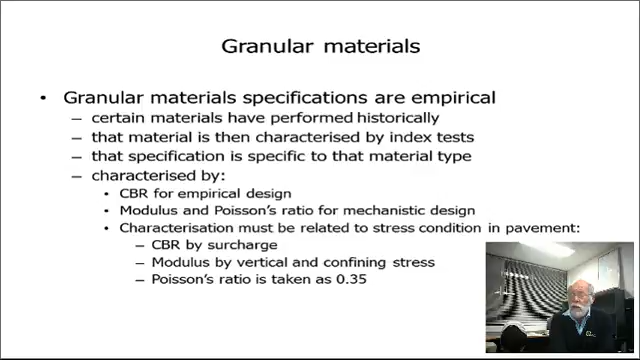 Granular materials
• Granular materials specifications are empirical
– certain materials have performed historically
– that material is then characterised by index tests
– that specification is specific to that material type
– characterised by:
• CBR for empirical design
• Modulus and Poisson's ratio for mechanistic design
• Characterisation must be related to stress condition in pavement:
– CBR by surcharge
– Modulus by vertical and confining stress
– Poisson's ratio is taken as 0.35